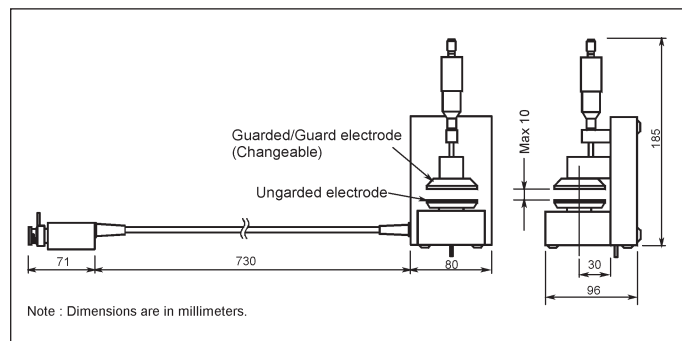 Guarded/Guard electrode
(Changeable)
Ungarded electrode
Max 10
185
71
730
80
30
96
Note : Dimensions are in millimeters.